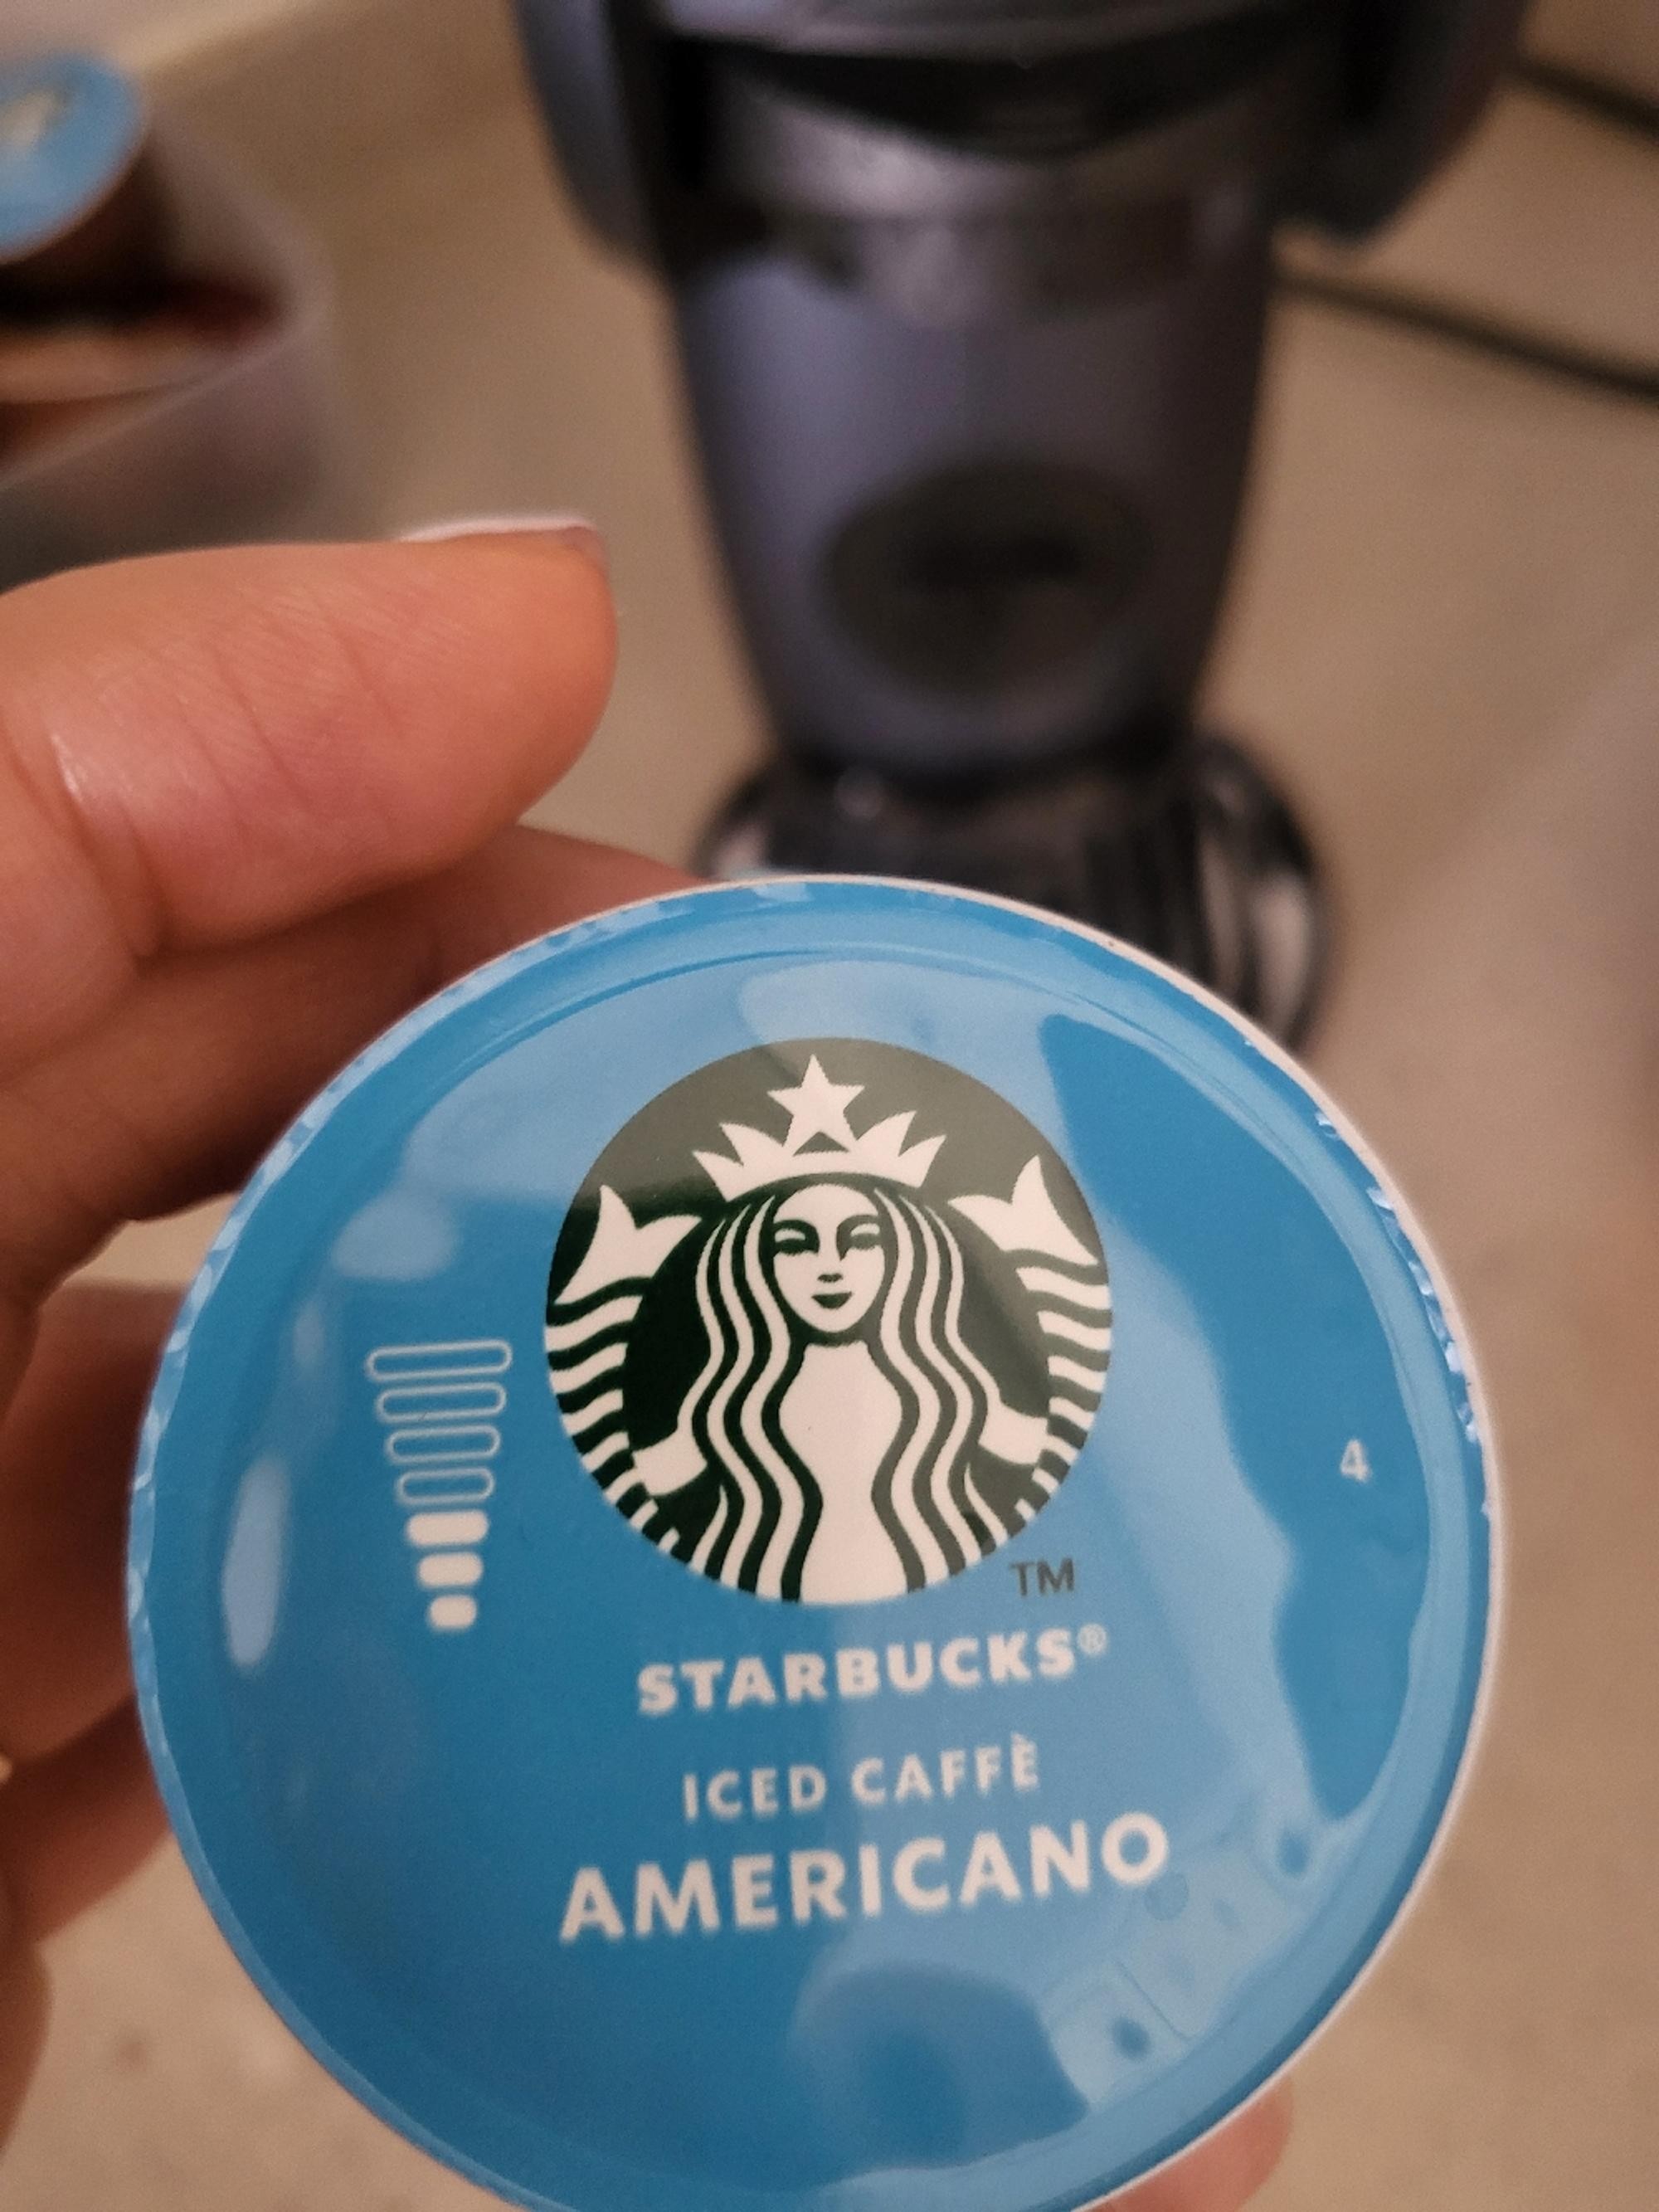 4
TM
STARBUCKS®
ICED CAFFÈ
AMERICANO